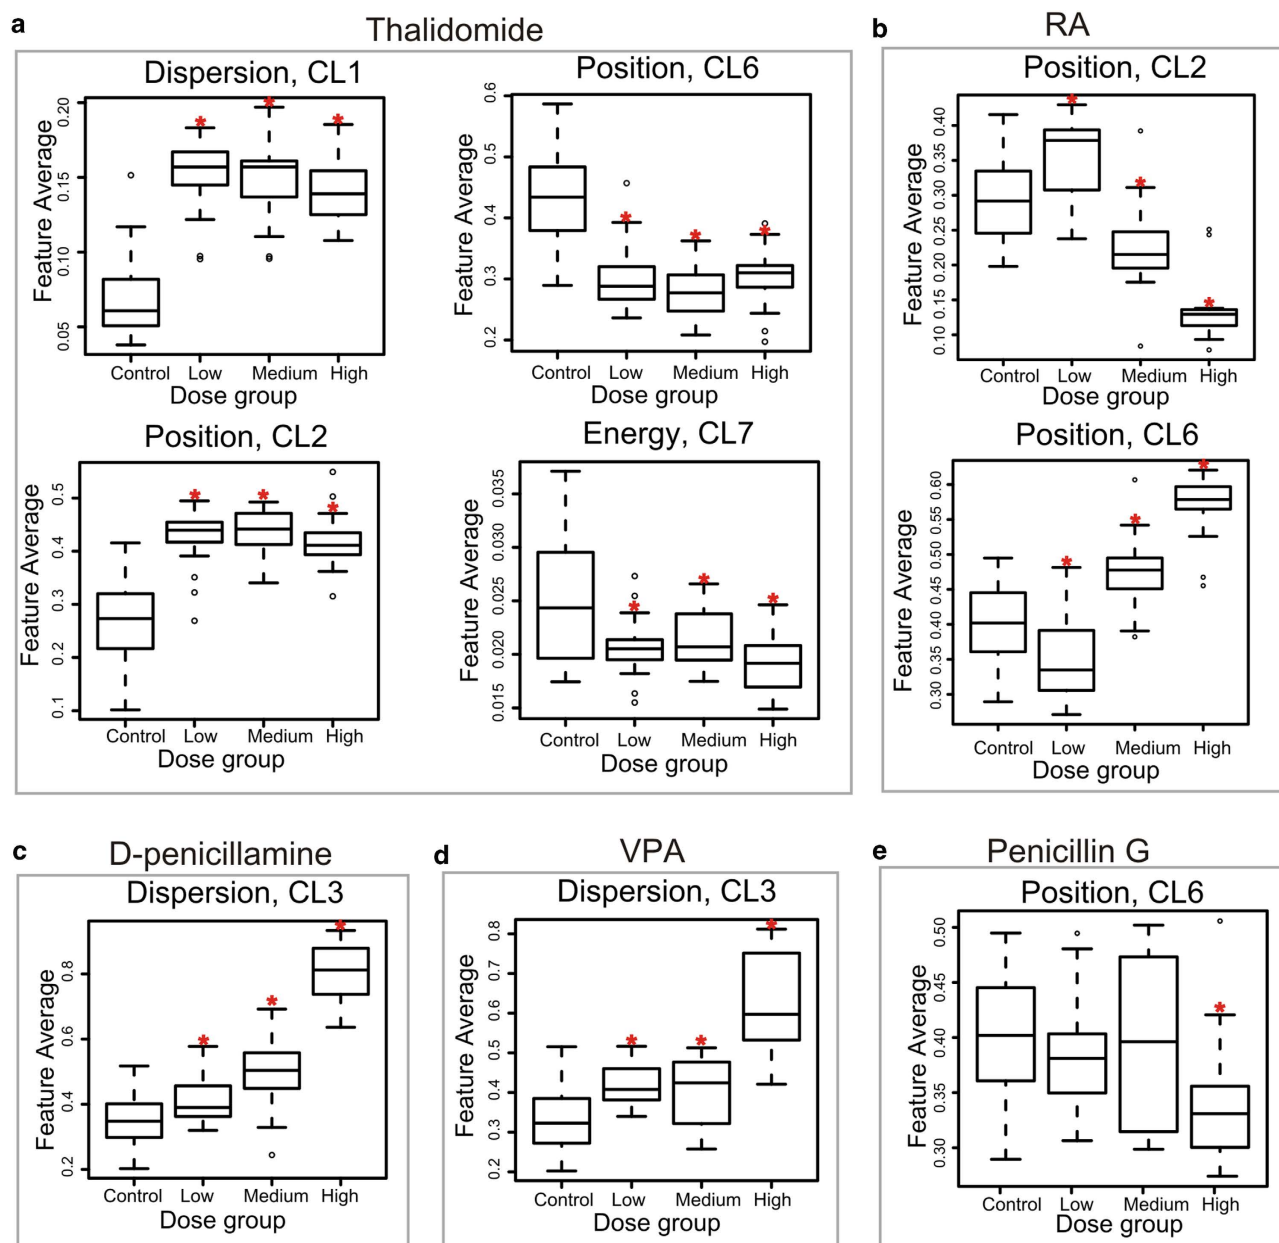 a
Thalidomide
Dispersion, CL1
Feature Average
0.20
0.15
0.10
0.05
*
*
*
Control Low Medium High
Dose group
Position, CL6
Feature Average
0.6
0.5
0.4
0.3
0.2
*
*
*
Control Low Medium High
Dose group
Position, CL2
Feature Average
0.5
0.4
0.3
0.2
0.1
*
*
*
Control Low Medium High
Dose group
Energy, CL7
Feature Average
0.035
0.030
0.025
0.020
0.015
*
*
*
Control Low Medium High
Dose group
b
RA
Position, CL2
Feature Average
0.40
0.35
0.30
0.25
0.20
0.15
0.10
*
*
*
Control Low Medium High
Dose group
Position, CL6
Feature Average
0.60
0.55
0.50
0.45
0.40
0.35
0.30
*
*
*
Control Low Medium High
Dose group
c
D-penicillamine
Dispersion, CL3
Feature Average
0.8
0.6
0.4
0.2
*
*
*
Control Low Medium High
Dose group
d
VPA
Dispersion, CL3
Feature Average
0.8
0.7
0.6
0.5
0.4
0.3
0.2
*
*
*
Control Low Medium High
Dose group
e
Penicillin G
Position, CL6
Feature Average
0.50
0.45
0.40
0.35
0.30
*
Control Low Medium High
Dose group